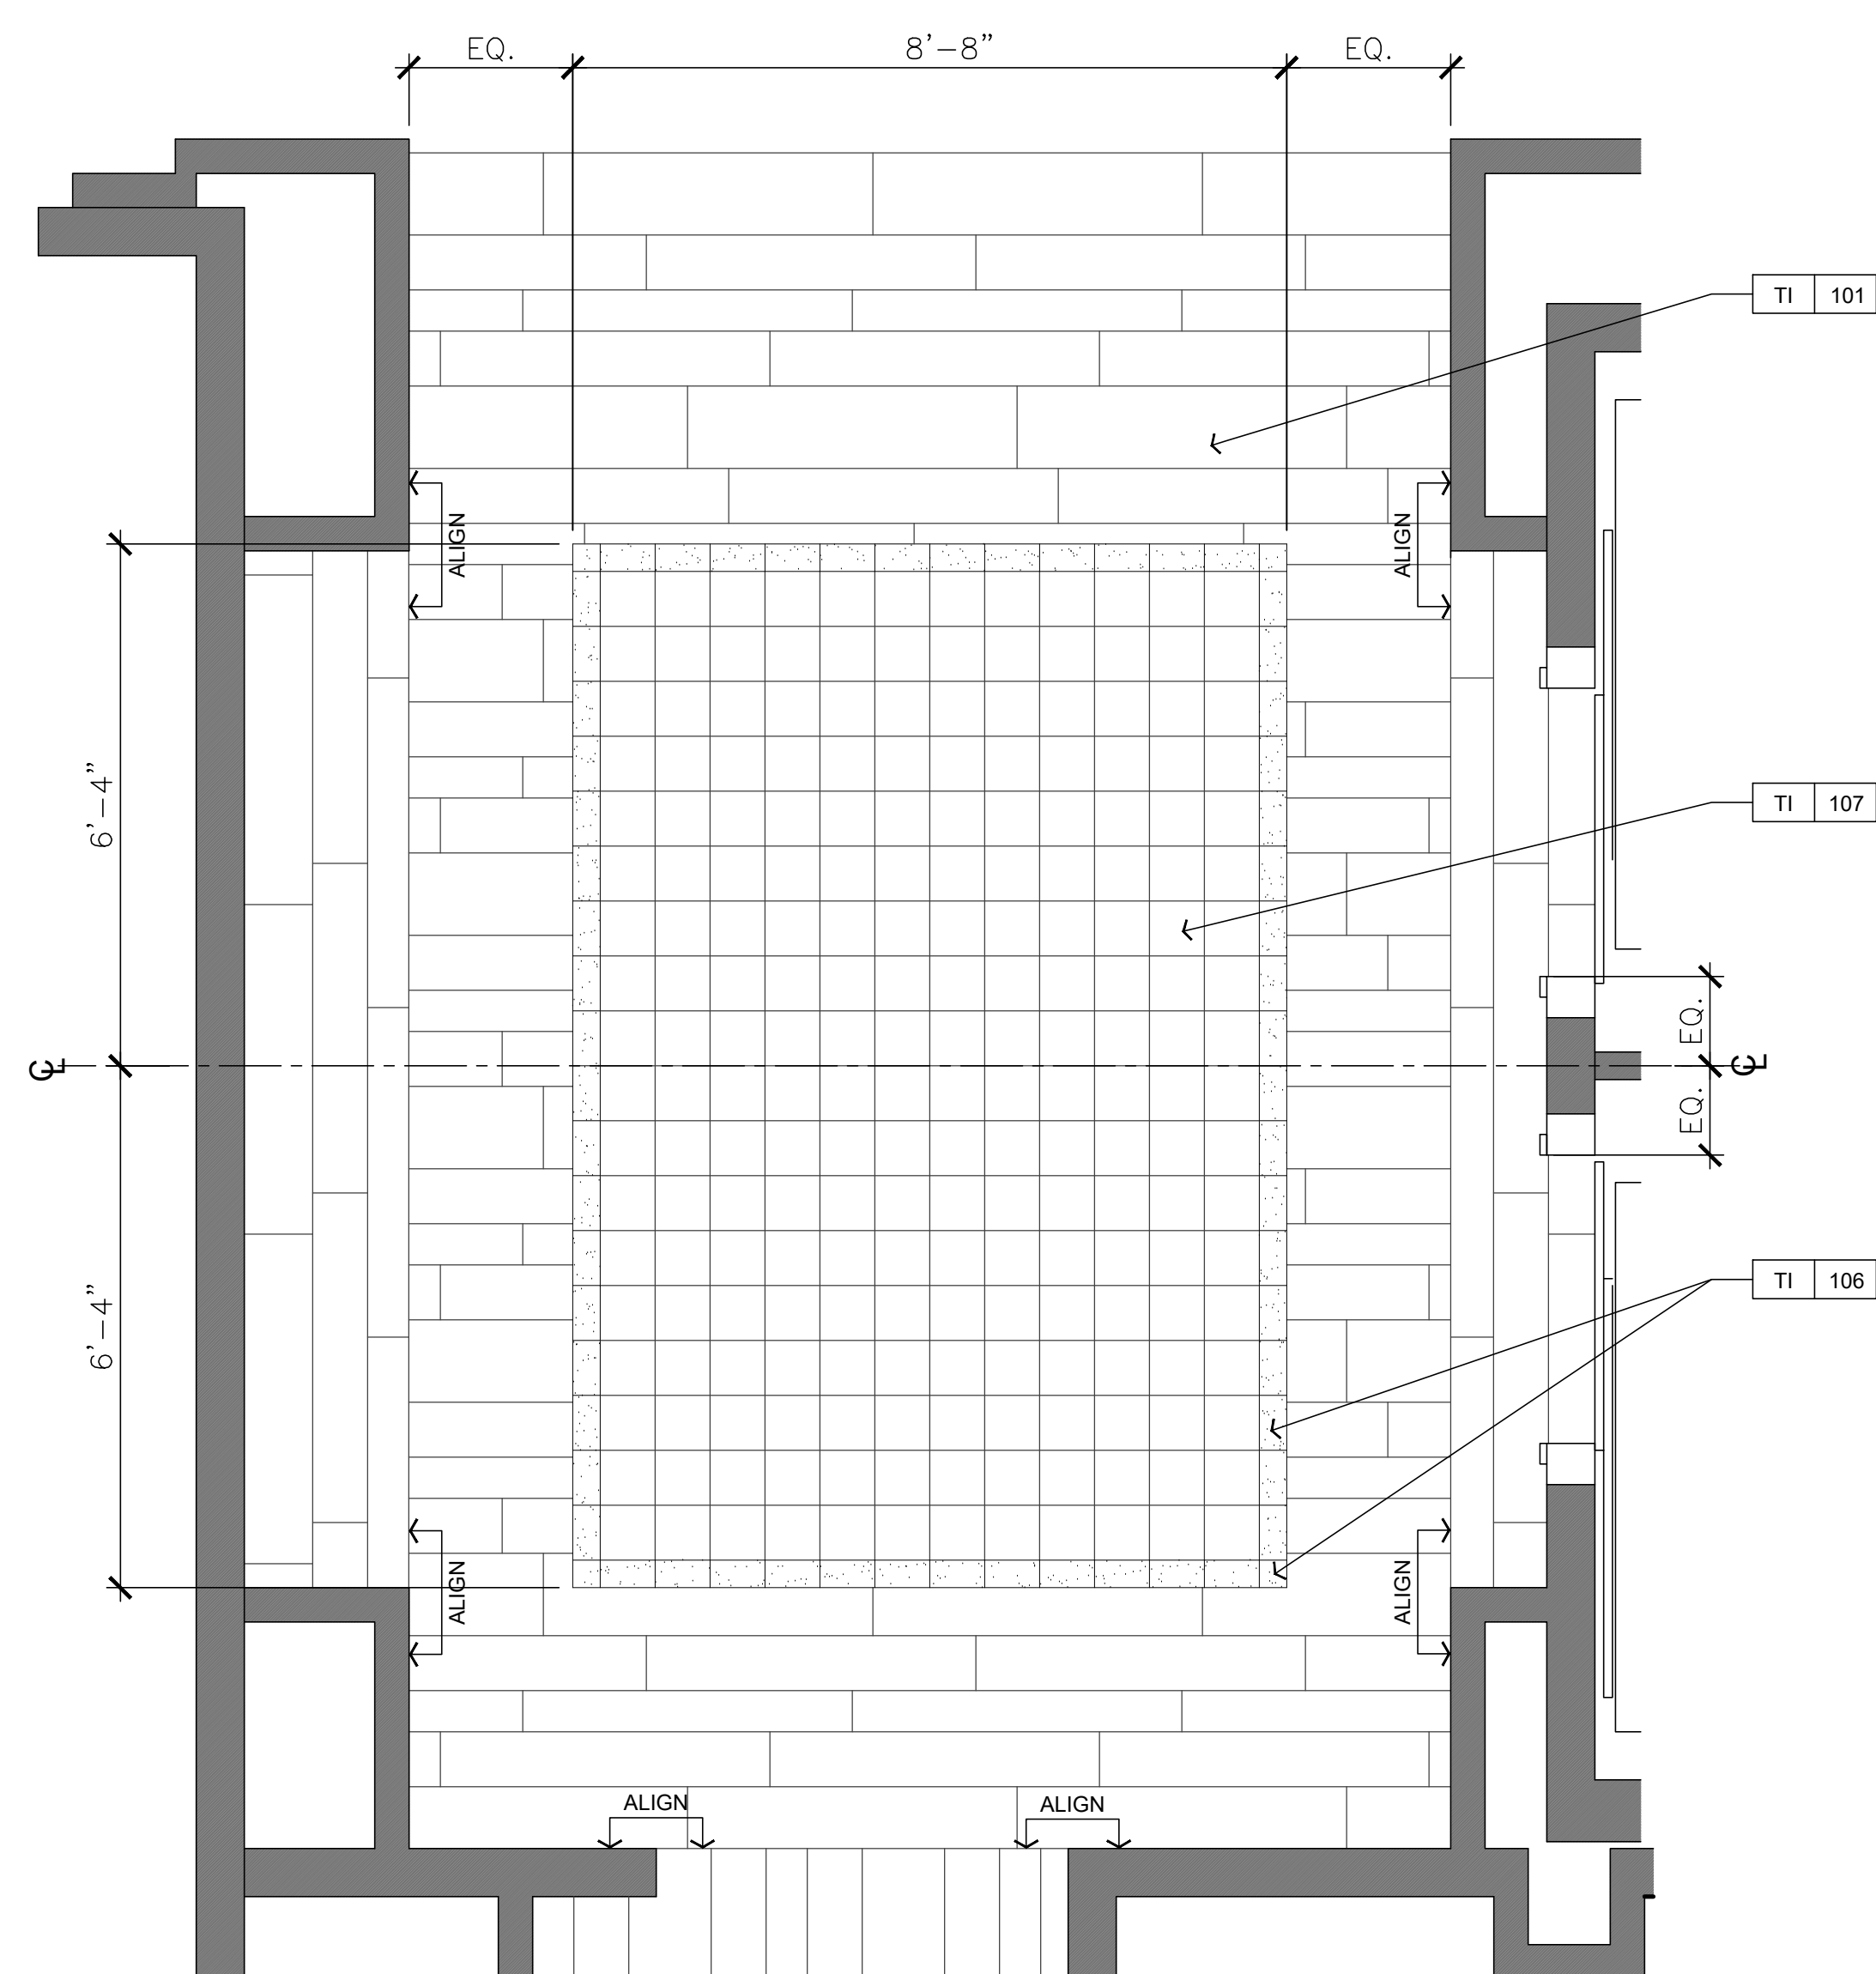 EQ.
8'-8"
EQ.
TI 101
ALIGN
ALIGN
6'-4"
TI 107
EQ.
℄
℄
EQ.
6'-4"
TI 106
ALIGN
ALIGN
ALIGN
ALIGN